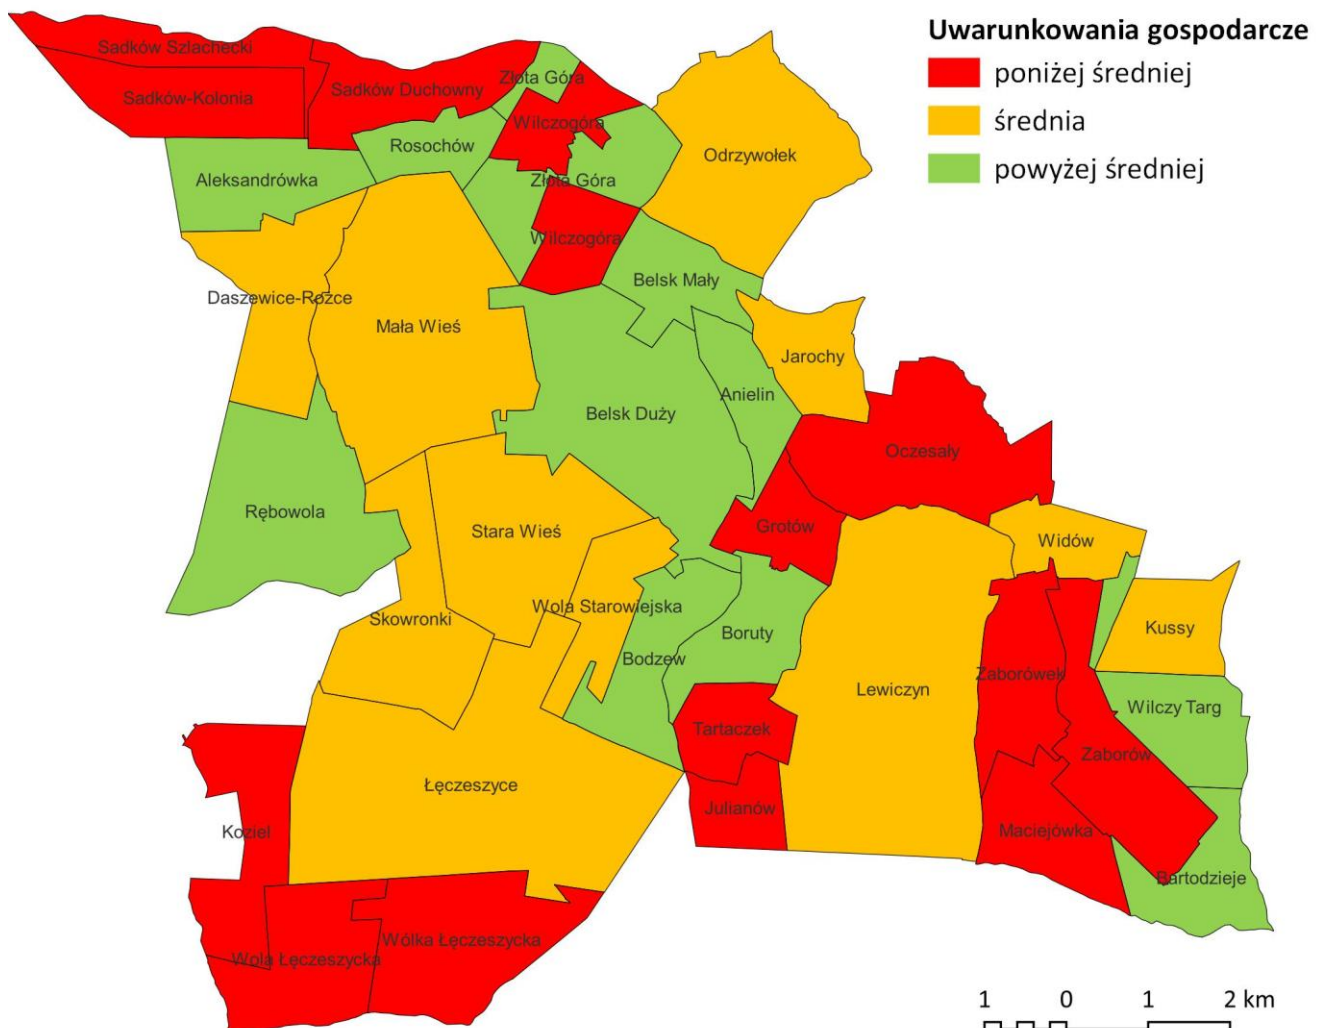 Uwarunkowania gospodarcze
poniżej średniej
średnia
powyżej średniej
Sadków Szlachecki
Sadków-Kolonia
Sadków Duchowny
Złota Góra
Wilczogóra
Rosochów
Odrzywołek
Aleksandrówka
Złota Góra
Wilczogóra
Belsk Mały
Daszewice-Rożce
Mała Wieś
Jarochy
Anielin
Belsk Duży
Oczesały
Rębowola
Grotów
Stara Wieś
Widów
Wola Starowiejska
Skowronki
Boruty
Kussy
Bodzew
Zaborówek
Lewiczyn
Wilczy Targ
Tartaczek
Zaborów
Łęczeszyce
Julianów
Kozieł
Maciejówka
Bartodzieje
Wólka Łęczeszycka
Wola Łęczeszycka
1 0 1 2 km